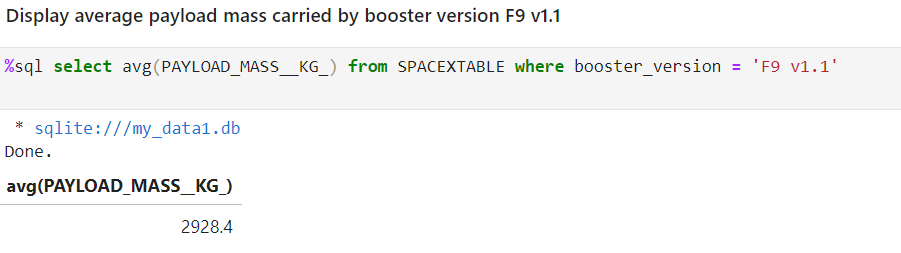 Display average payload mass carried by booster version F9 v1.1
%sql select avg(PAYLOAD_MASS__KG_) from SPACEXTABLE where booster_version = 'F9 v1.1'
* sqlite:///my_data1.db
Done.
avg(PAYLOAD_MASS__KG_)
2928.4